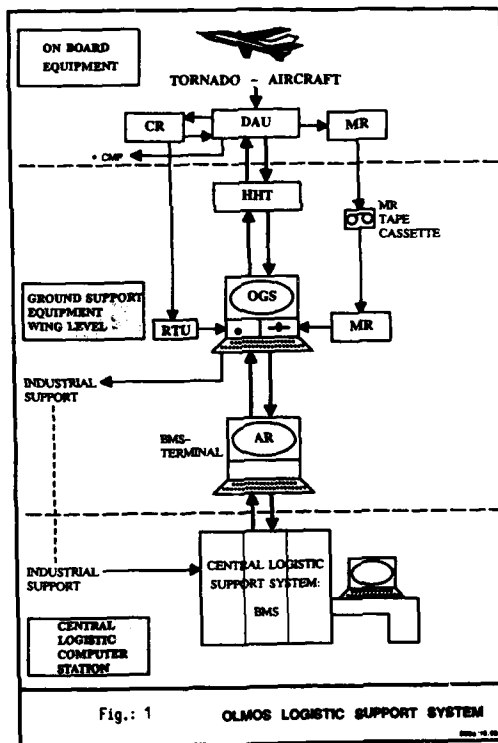 ON BOARD
EQUIPMENT
TORNADO - AIRCRAFT
CR
DAU
MR
* CMP
HHT
MR
TAPE
CASSETTE
GROUND SUPPORT
EQUIPMENT
WING LEVEL
OGS
RTU
MR
INDUSTRIAL
SUPPORT
BMS-
TERMINAL
AR
INDUSTRIAL
SUPPORT
CENTRAL LOGISTIC
SUPPORT SYSTEM:
BMS
CENTRAL
LOGISTIC
COMPUTER
STATION
Fig.: 1 OLMOS LOGISTIC SUPPORT SYSTEM